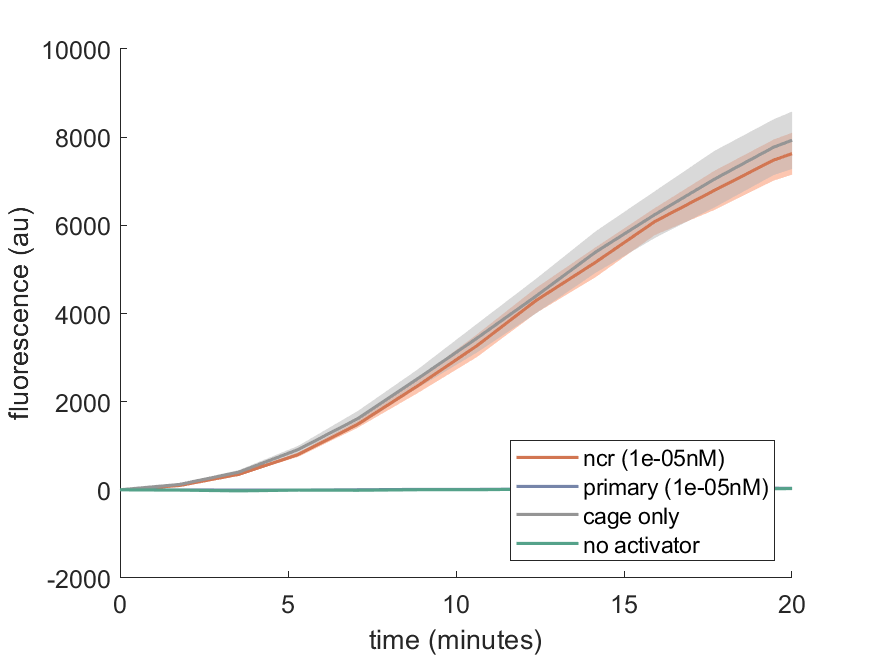 10000
8000
6000
4000
2000
0
-2000
fluorescence (au)
0 5 10 15 20
time (minutes)
ncr (1e-05nM)
primary (1e-05nM)
cage only
no activator